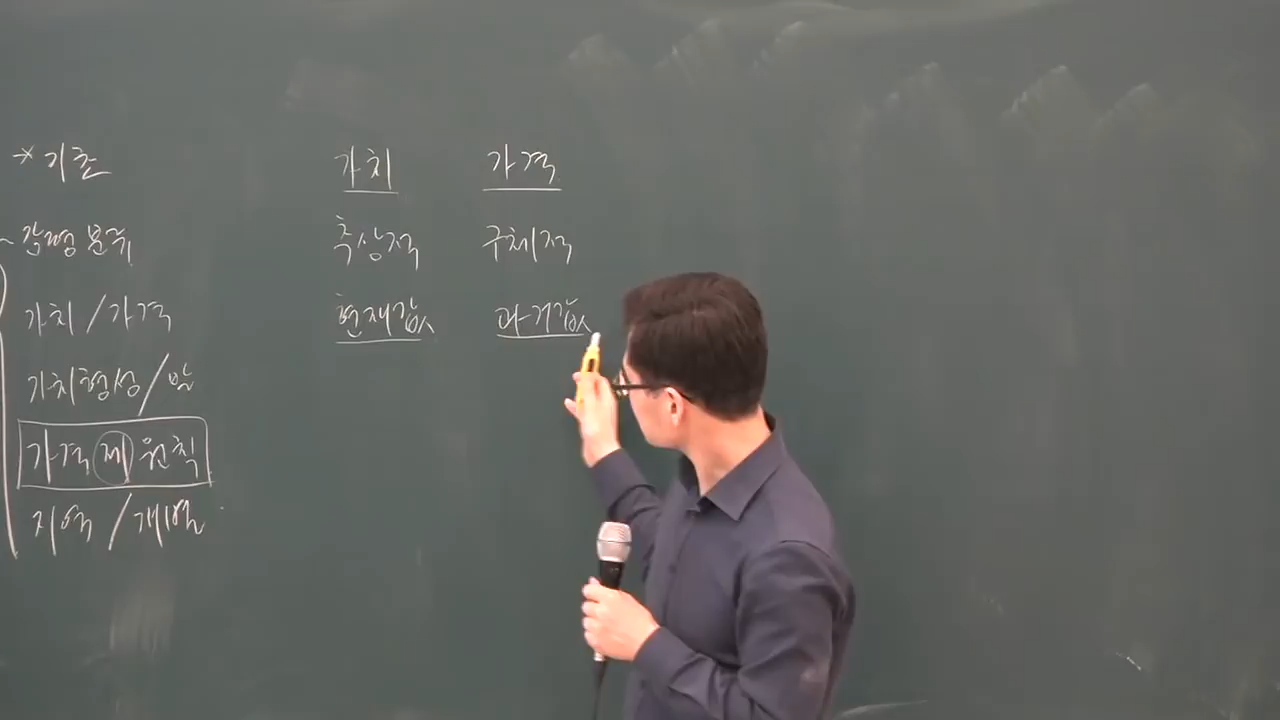 * 기초
~ 감평 분류
가치 / 가격
가치형성 / 발
가격 제 원칙
지역 / 개별
가치 가격
추상적 구체적
현재값 과거값